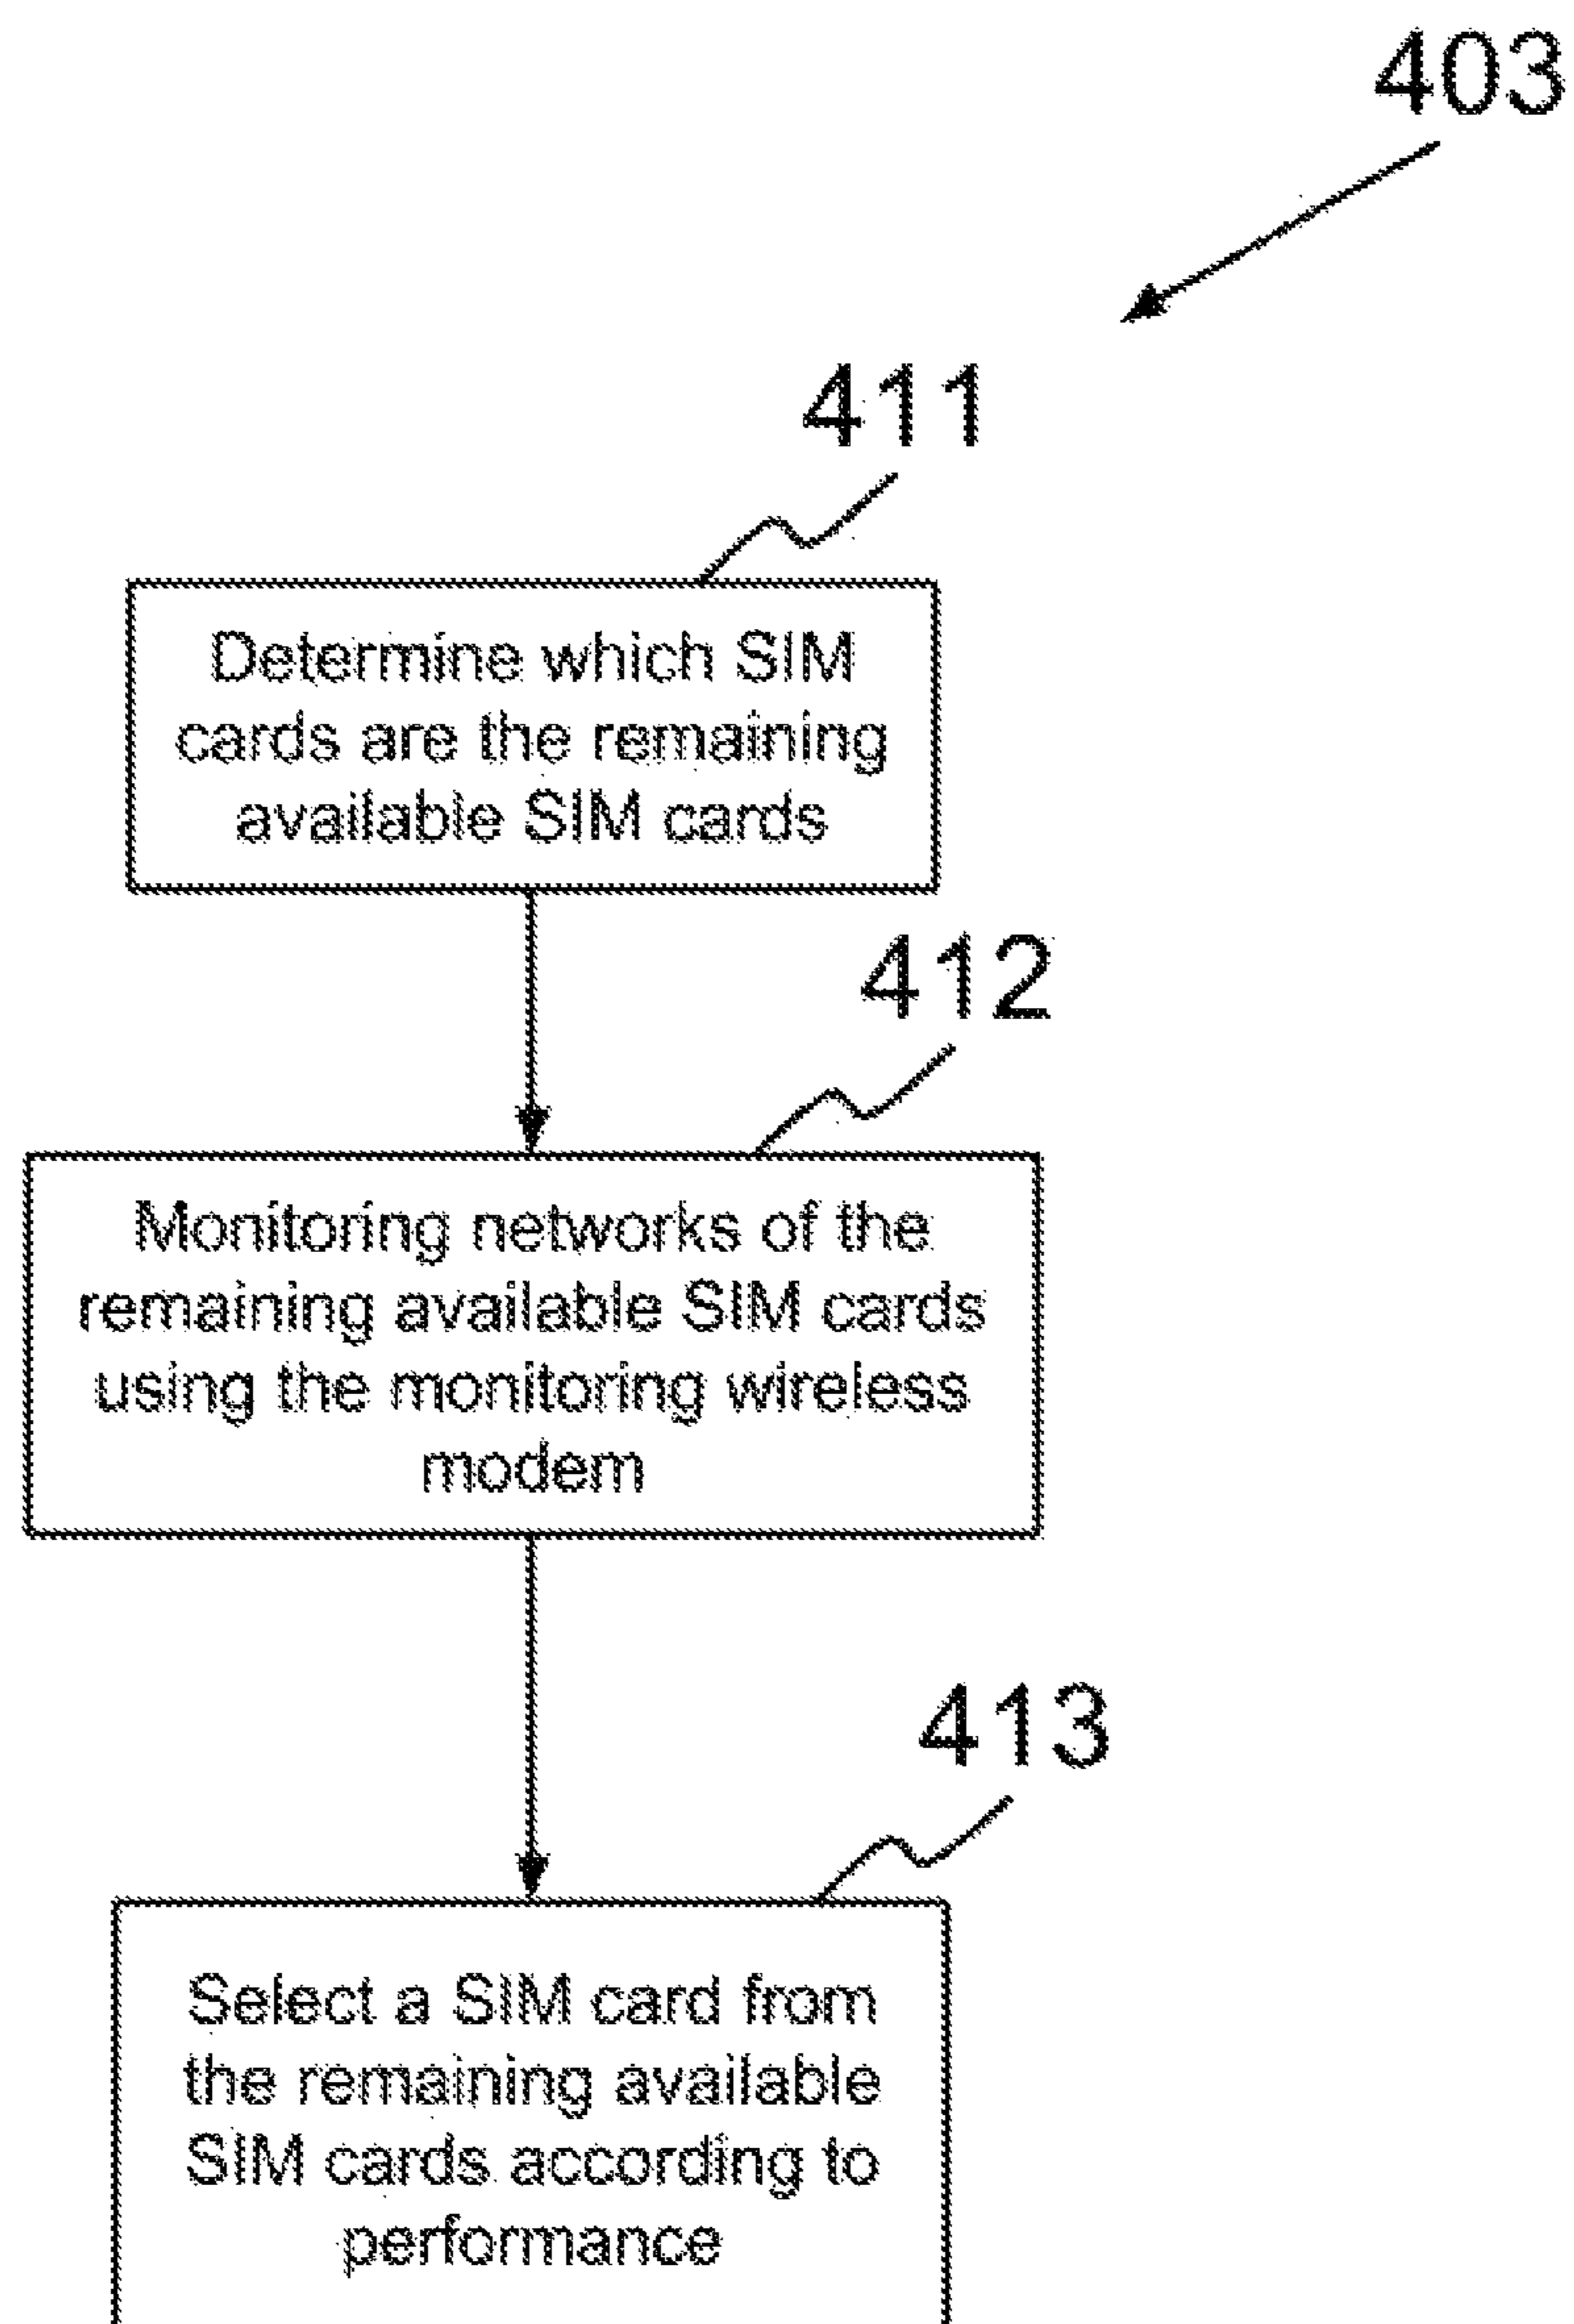 403
411
Determine which SIM
cards are the remaining
available SIM cards
412
Monitoring networks of the
remaining available SIM cards
using the monitoring wireless
modem
413
Select a SIM card from
the remaining available
SIM cards according to
performance